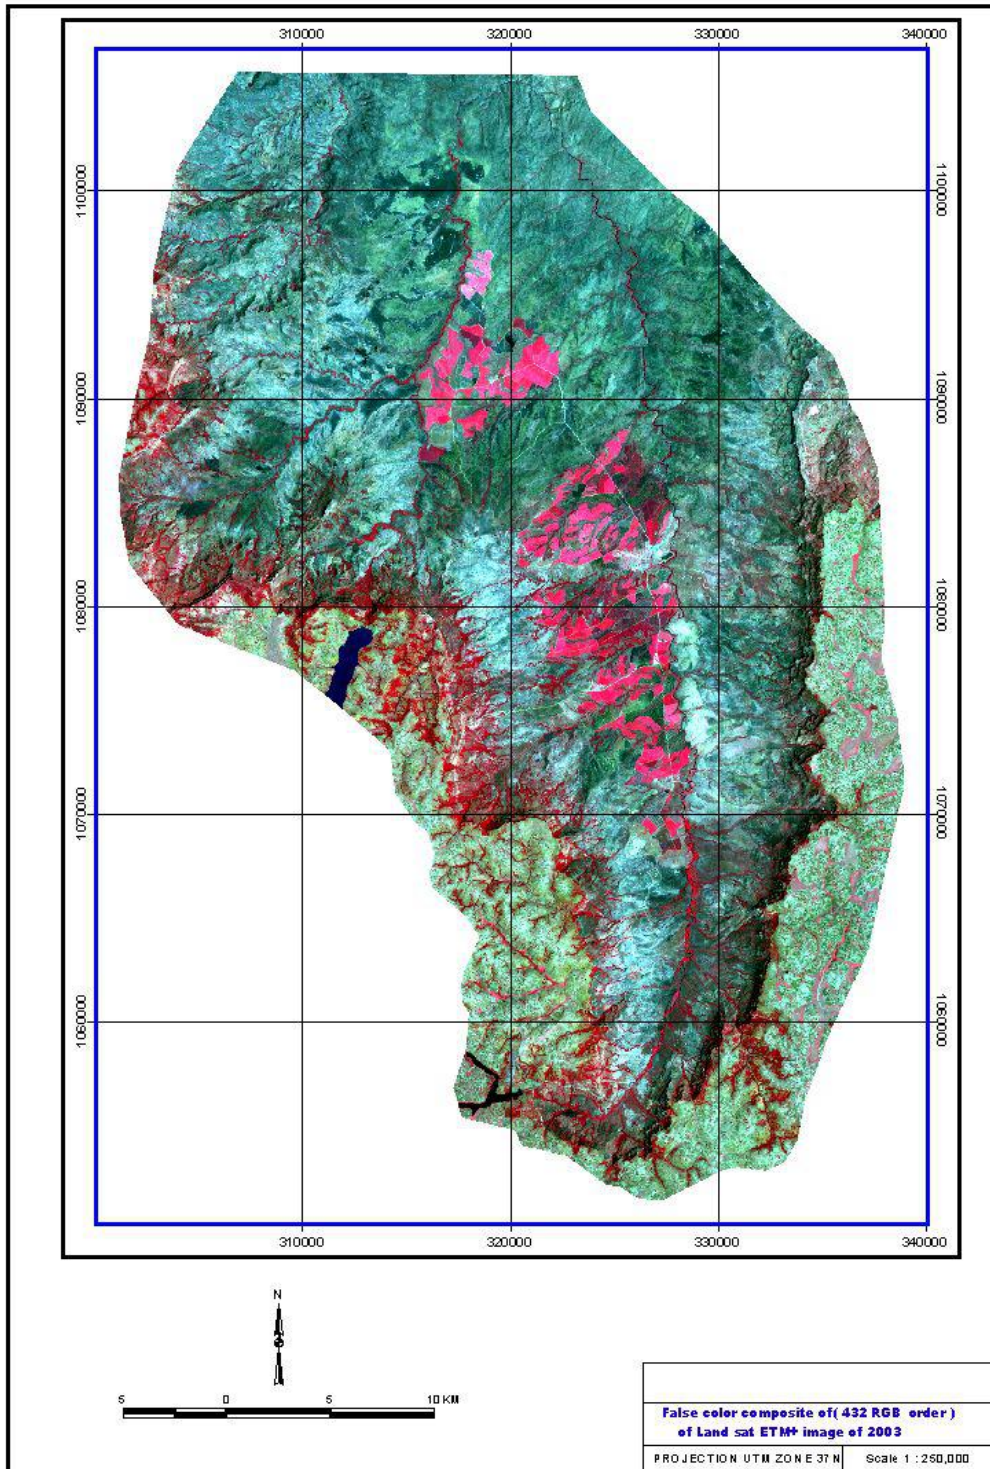 310000 320000 330000 340000
1100000 1100000
1090000 1090000
1080000 1080000
1070000 1070000
1060000 1060000
310000 320000 330000 340000
N
5 0 5 10 KM
False color composite of( 432 RGB order )
of Land sat ETM+ image of 2003
PROJECTION UTM ZONE 37 N Scale 1 : 250,000